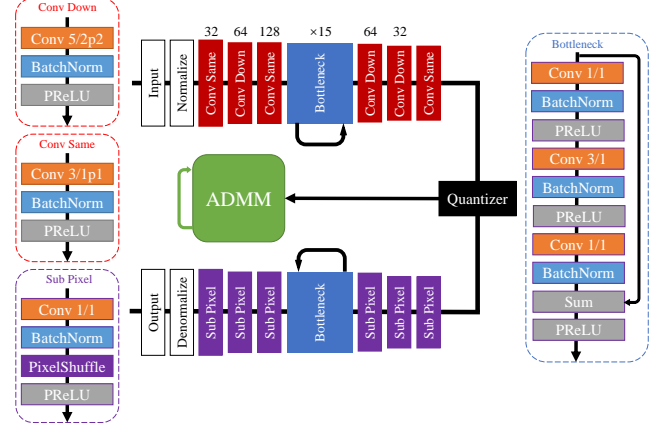 Conv Down
Conv 5/2p2
BatchNorm
PReLU
Conv Same
Conv 3/1p1
BatchNorm
PReLU
Sub Pixel
Conv 1/1
BatchNorm
PixelShuffle
PReLU
32 64 128 ×15 64 32
Input
Normalize
Conv Same
Conv Down
Conv Same
Bottleneck
Conv Down
Conv Down
Conv Same
ADMM
Quantizer
Output
Denormalize
Sub Pixel
Sub Pixel
Sub Pixel
Bottleneck
Sub Pixel
Sub Pixel
Sub Pixel
Bottleneck
Conv 1/1
BatchNorm
PReLU
Conv 3/1
BatchNorm
PReLU
Conv 1/1
BatchNorm
Sum
PReLU